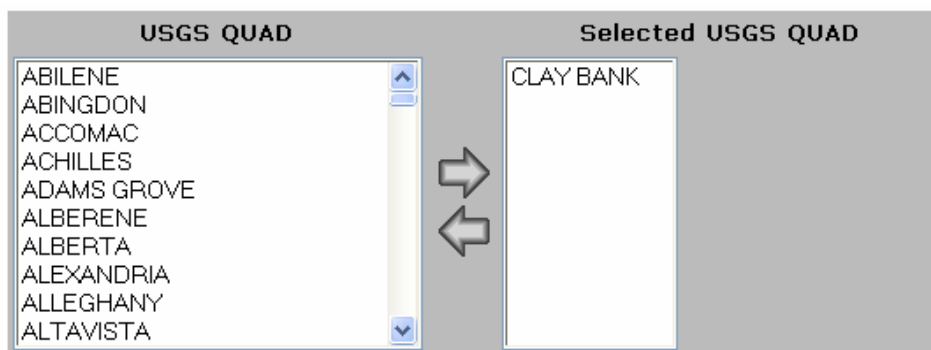 USGS QUAD
Selected USGS QUAD
ABILENE
ABINGDON
ACCOMAC
ACHILLES
ADAMS GROVE
ALBERENE
ALBERTA
ALEXANDRIA
ALLEGHANY
ALTAVISTA
CLAY BANK